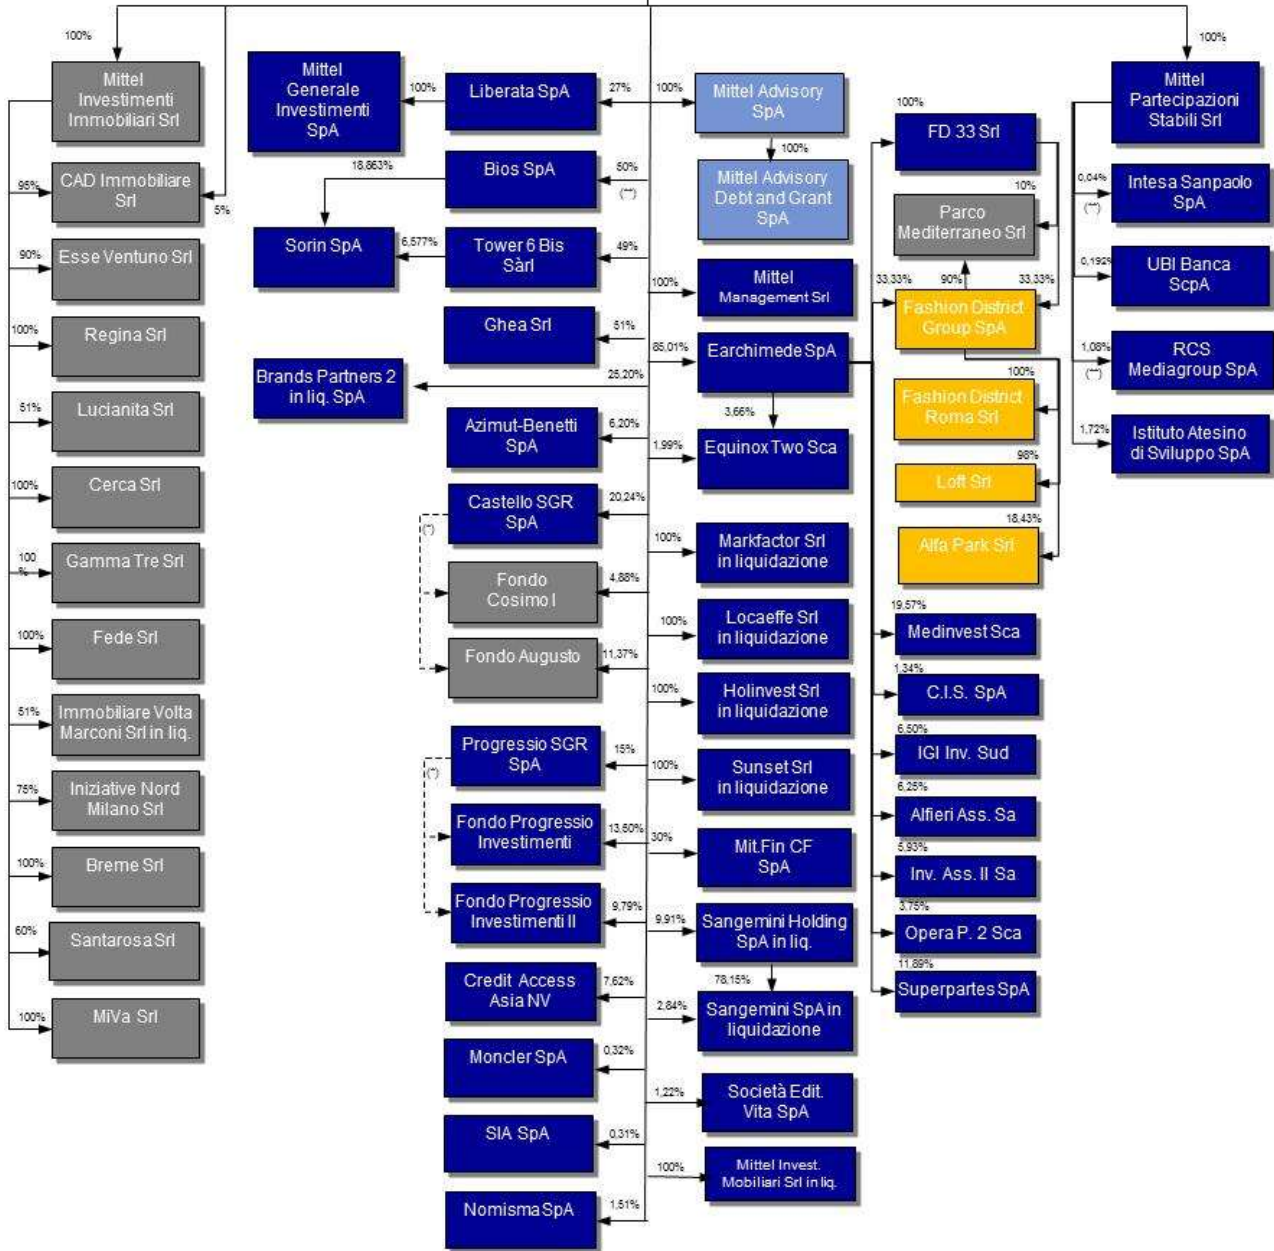 100%
100%
Mittel
Investimenti
Immobiliari Srl
95%
CAD Immobiliare
Srl
5%
90%
Esse Ventuno Srl
100%
Regina Srl
51%
Lucianita Srl
100%
Cerca Srl
100
%
Gamma Tre Srl
100%
Fede Srl
51%
Immobiliare Volta
Marconi Srl in liq.
75%
Iniziative Nord
Milano Srl
100%
Breme Srl
60%
Santarosa Srl
100%
MiVa Srl
Mittel
Generale
Investimenti
SpA
100%
Liberata SpA
27%
18,863%
Bios SpA
50%
(**)
Sorin SpA
6,577%
Tower 6 Bis
Sàrl
49%
Ghea Srl
51%
Brands Partners 2
in liq. SpA
25,20%
Azimut-Benetti
SpA
6,20%
Castello SGR
SpA
20,24%
(*)
Fondo
Cosimo I
4,88%
Fondo Augusto
11,37%
Progressio SGR
SpA
15%
(*)
Fondo Progressio
Investimenti
13,50%
Fondo Progressio
Investimenti II
9,79%
Credit Access
Asia NV
7,62%
Moncler SpA
0,32%
SIA SpA
0,31%
Nomisma SpA
1,51%
100%
Mittel Advisory
SpA
100%
Mittel Advisory
Debt and Grant
SpA
100%
Mittel
Management Srl
85,01%
Earchimede SpA
3,66%
1,99%
Equinox Two Sca
100%
Markfactor Srl
in liquidazione
100%
Locaeffe Srl
in liquidazione
100%
Holinvest Srl
in liquidazione
100%
Sunset Srl
in liquidazione
30%
Mit.Fin CF
SpA
9,91%
Sangemini Holding
SpA in liq.
78,15%
2,84%
Sangemini SpA in
liquidazione
1,22%
Società Edit.
Vita SpA
100%
Mittel Invest.
Mobiliari Srl in liq.
100%
FD 33 Srl
10%
Parco
Mediterraneo Srl
33,33%
90%
33,33%
Fashion District
Group SpA
100%
Fashion District
Roma Srl
98%
Loft Srl
18,43%
Alfa Park Srl
19,57%
Medinvest Sca
1,34%
C.I.S. SpA
6,50%
IGI Inv. Sud
6,25%
Alfieri Ass. Sa
5,93%
Inv. Ass. II Sa
3,75%
Opera P. 2 Sca
11,89%
Superpartes SpA
Mittel
Partecipazioni
Stabili Srl
0,04%
(**)
Intesa Sanpaolo
SpA
0,192%
UBI Banca
ScpA
1,08%
(**)
RCS
Mediagroup SpA
1,72%
Istituto Atesino
di Sviluppo SpA